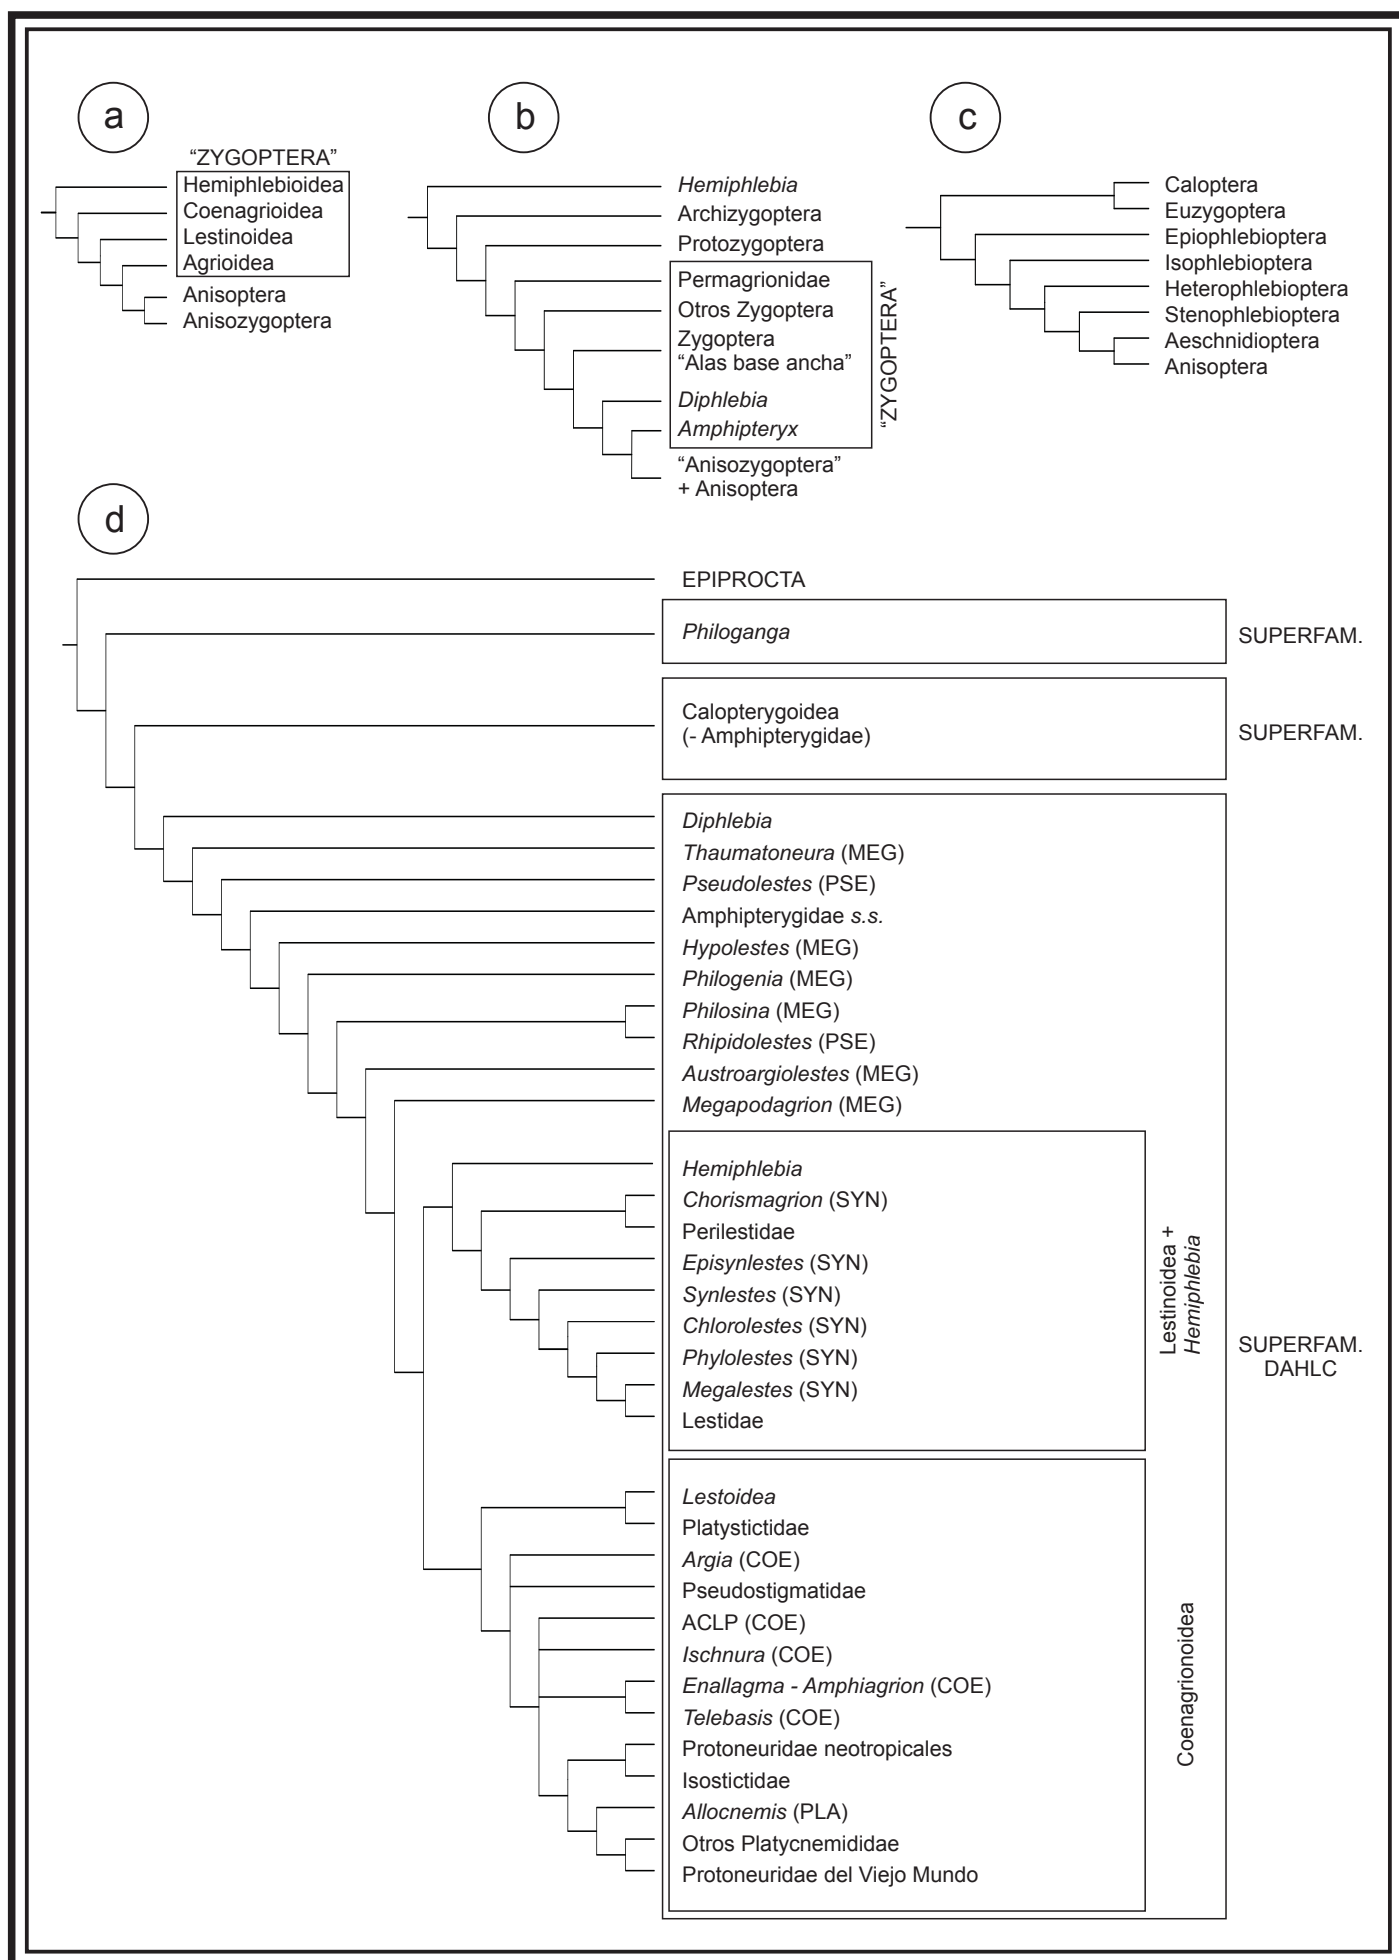 a
“ZYGOPTERA”
Hemiphlebioidea
Coenagrioidea
Lestinoidea
Agrioidea
Anisoptera
Anisozygoptera
b
Hemiphlebia
Archizygoptera
Protozygoptera
Permagrionidae
Otros Zygoptera
Zygoptera
“Alas base ancha”
Diphlebia
Amphipteryx
“Anisozygoptera”
+ Anisoptera
“ZYGOPTERA”
c
Caloptera
Euzygoptera
Epiophlebioptera
Isophlebioptera
Heterophlebioptera
Stenophlebioptera
Aeschnidioptera
Anisoptera
d
EPIPROCTA
Philoganga
SUPERFAM.
Calopterygoidea
(- Amphipterygidae)
SUPERFAM.
Diphlebia
Thaumatoneura (MEG)
Pseudolestes (PSE)
Amphipterygidae s.s.
Hypolestes (MEG)
Philogenia (MEG)
Philosina (MEG)
Rhipidolestes (PSE)
Austroargiolestes (MEG)
Megapodagrion (MEG)
Hemiphlebia
Chorismagrion (SYN)
Perilestidae
Episynlestes (SYN)
Synlestes (SYN)
Chlorolestes (SYN)
Phylolestes (SYN)
Megalestes (SYN)
Lestidae
Lestinoidea +
Hemiphlebia
SUPERFAM.
DAHLC
Lestoidea
Platystictidae
Argia (COE)
Pseudostigmatidae
ACLP (COE)
Ischnura (COE)
Enallagma - Amphiagrion (COE)
Telebasis (COE)
Protoneuridae neotropicales
Isostictidae
Allocnemis (PLA)
Otros Platycnemididae
Protoneuridae del Viejo Mundo
Coenagrionoidea